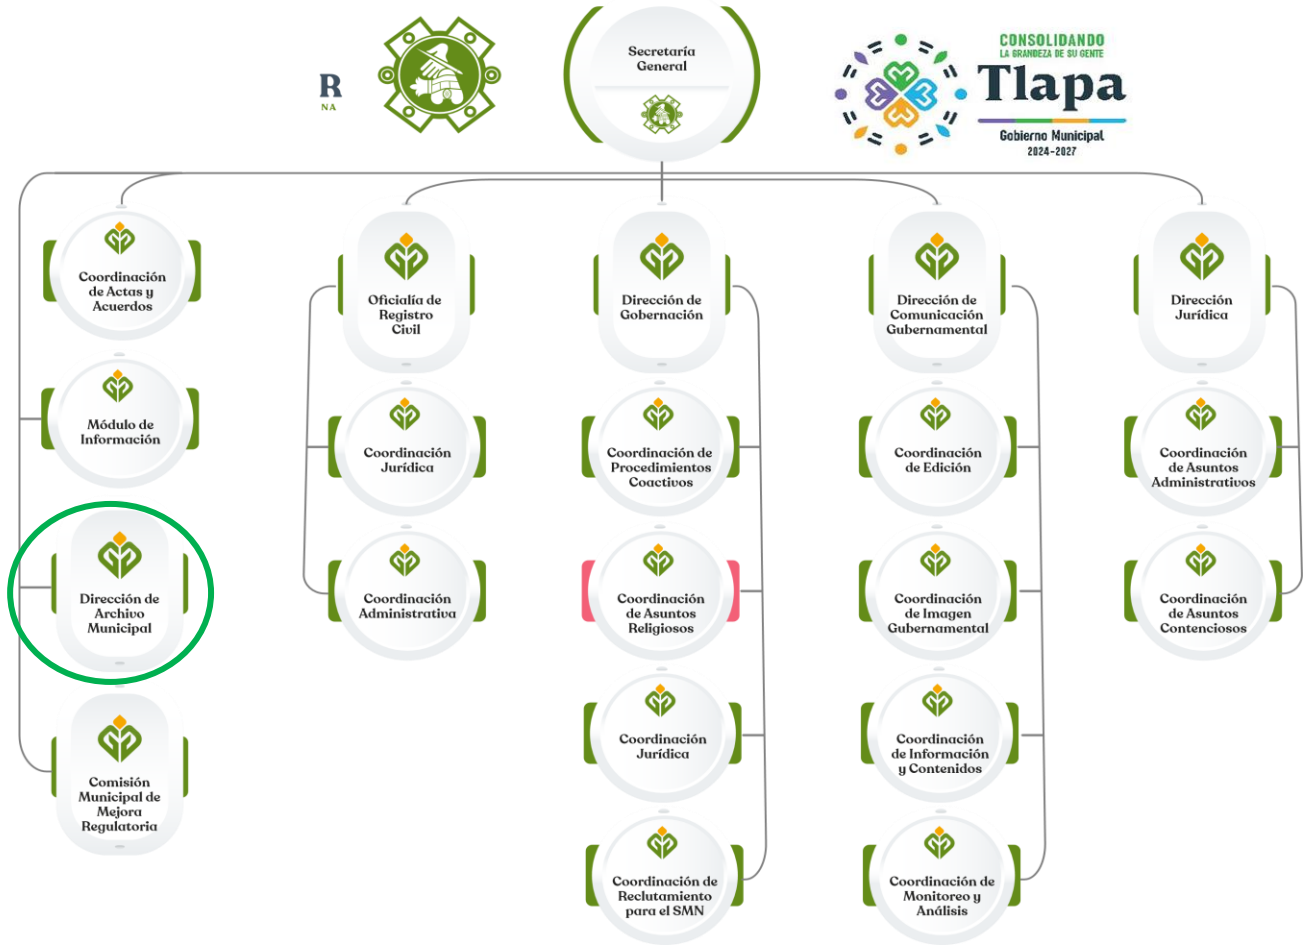 Secretaría
General
R
NA
CONSOLIDANDO
LA GRANDEZA DE SU GENTE
Tlapa
Gobierno Municipal
2024-2027
Coordinación
de Actas y
Acuerdos
Módulo de
Información
Dirección de
Archivo
Municipal
Comisión
Municipal de
Mejora
Regulatoria
Oficialía de
Registro
Civil
Coordinación
Jurídica
Coordinación
Administrativa
Dirección de
Gobernación
Coordinación de
Procedimientos
Coactivos
Coordinación
de Asuntos
Religiosos
Coordinación
Jurídica
Coordinación de
Reclutamiento
para el SMN
Dirección de
Comunicación
Gubernamental
Coordinación
de Edición
Coordinación
de Imagen
Gubernamental
Coordinación
de Información
y Contenidos
Coordinación de
Monitoreo y
Análisis
Dirección
Jurídica
Coordinación
de Asuntos
Administrativos
Coordinación
de Asuntos
Contenciosos